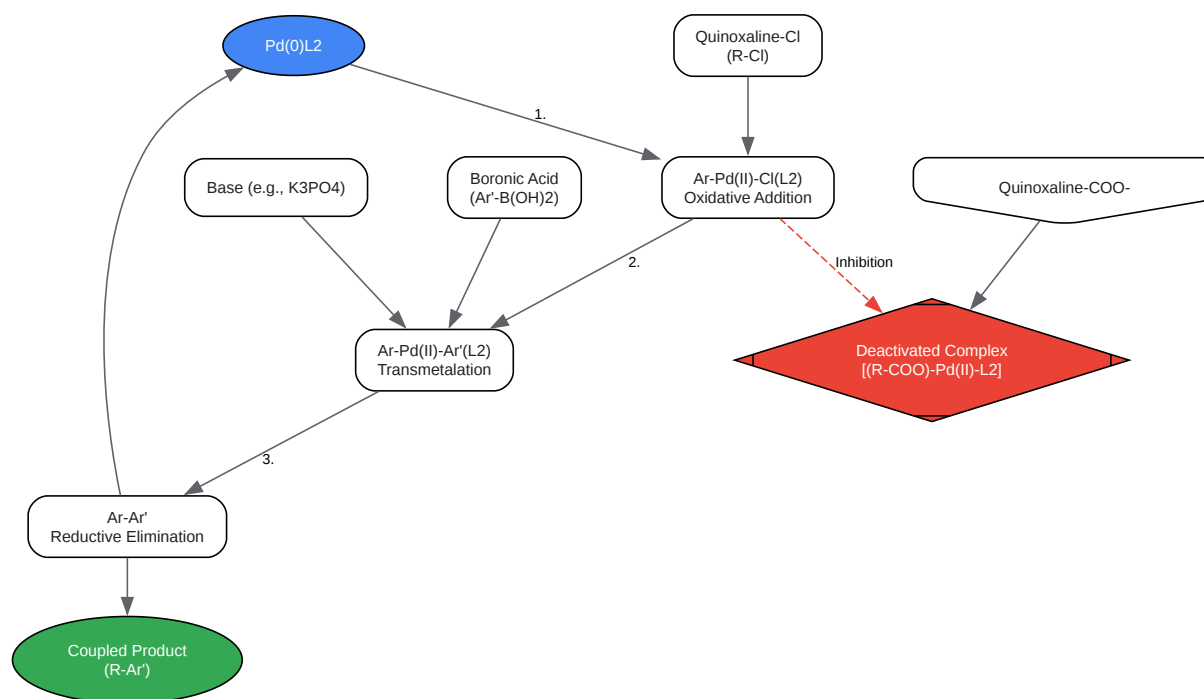 Pd(0)L2
Quinoxaline-Cl
(R-Cl)
1.
Base (e.g., K3PO4)
Boronic Acid
(Ar'-B(OH)2)
Ar-Pd(II)-Cl(L2)
Oxidative Addition
Quinoxaline-COO-
2.
Inhibition
Ar-Pd(II)-Ar'(L2)
Transmetalation
Deactivated Complex
[(R-COO)-Pd(II)-L2]
3.
Ar-Ar'
Reductive Elimination
Coupled Product
(R-Ar')